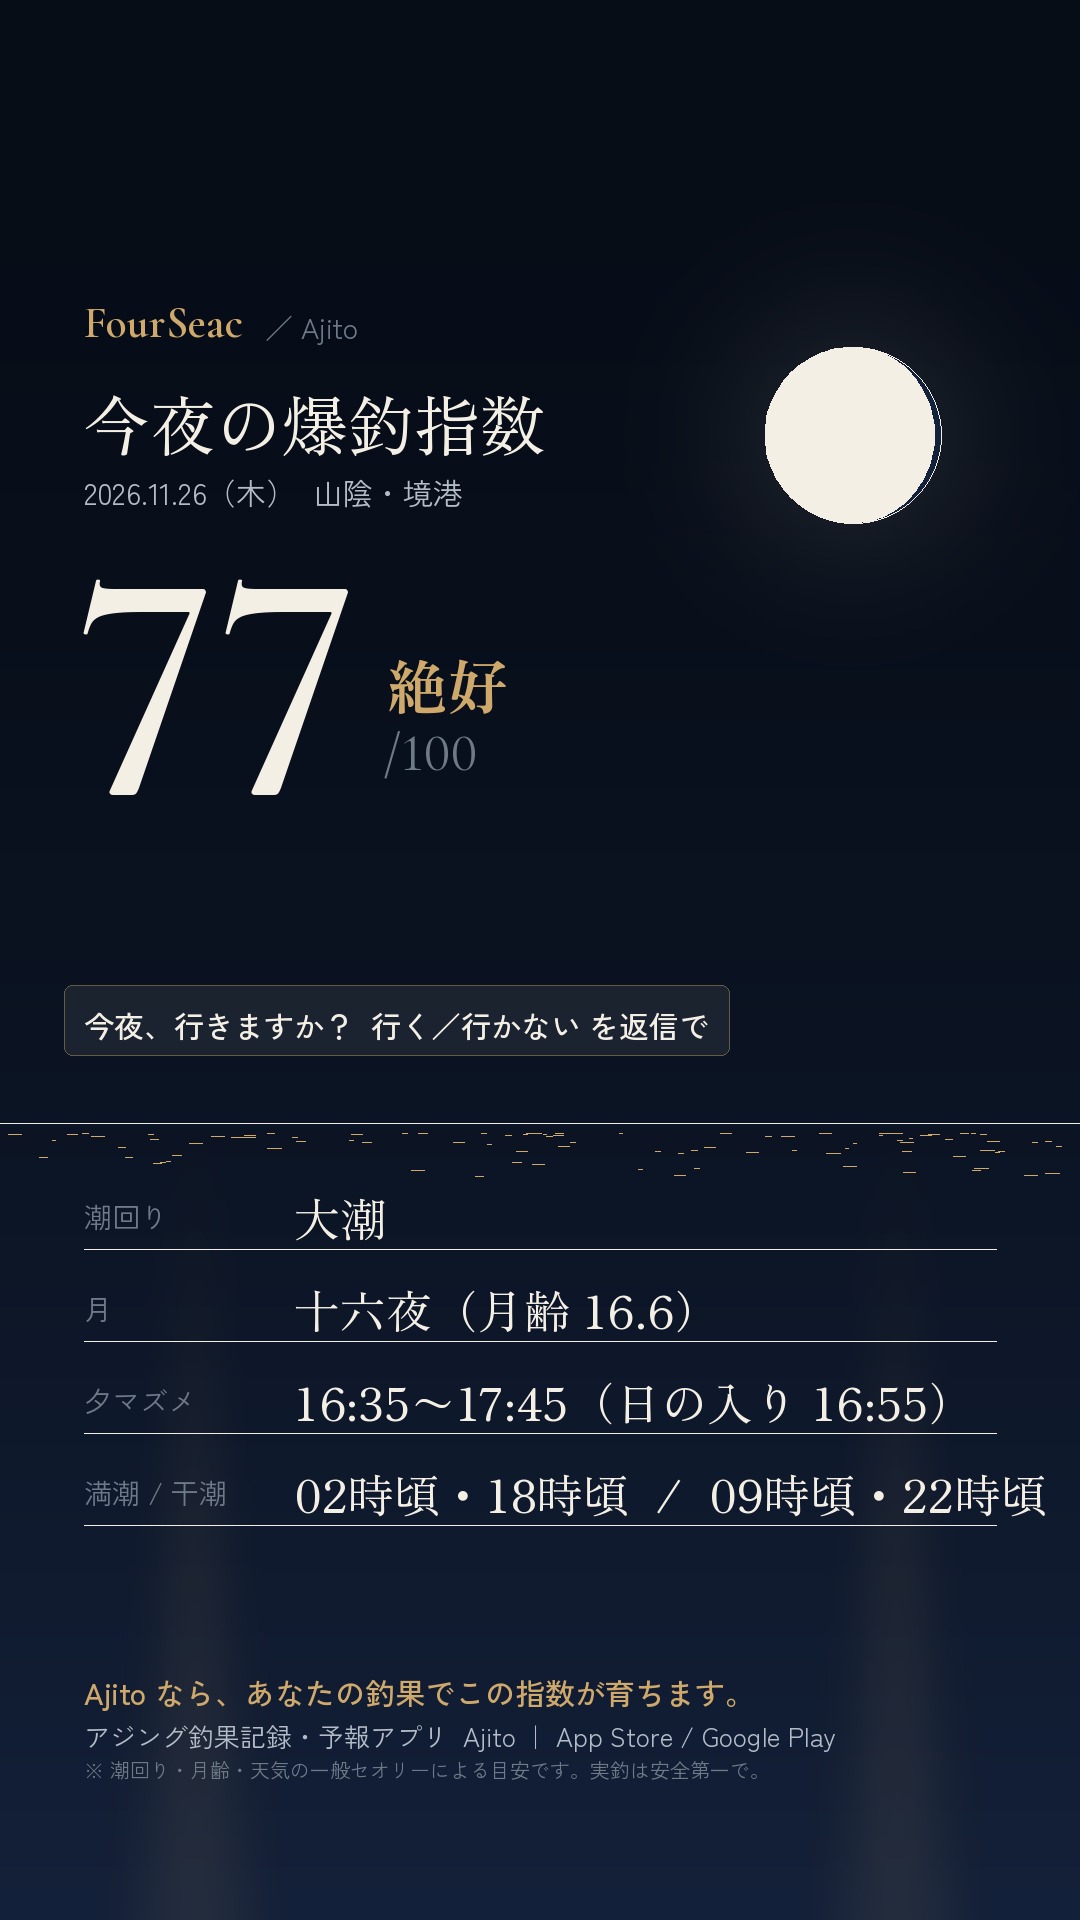 FourSeac ／ Ajito
今夜の爆釣指数
2026.11.26（木） 山陰・境港
77
絶好
/100
今夜、行きますか？ 行く／行かない を返信で
潮回り 大潮
月 十六夜（月齢 16.6）
夕マズメ 16:35〜17:45（日の入り 16:55）
満潮 / 干潮 02時頃・18時頃 / 09時頃・22時頃
Ajito なら、あなたの釣果でこの指数が育ちます。
アジング釣果記録・予報アプリ Ajito ｜ App Store / Google Play
※ 潮回り・月齢・天気の一般セオリーによる目安です。実釣は安全第一で。